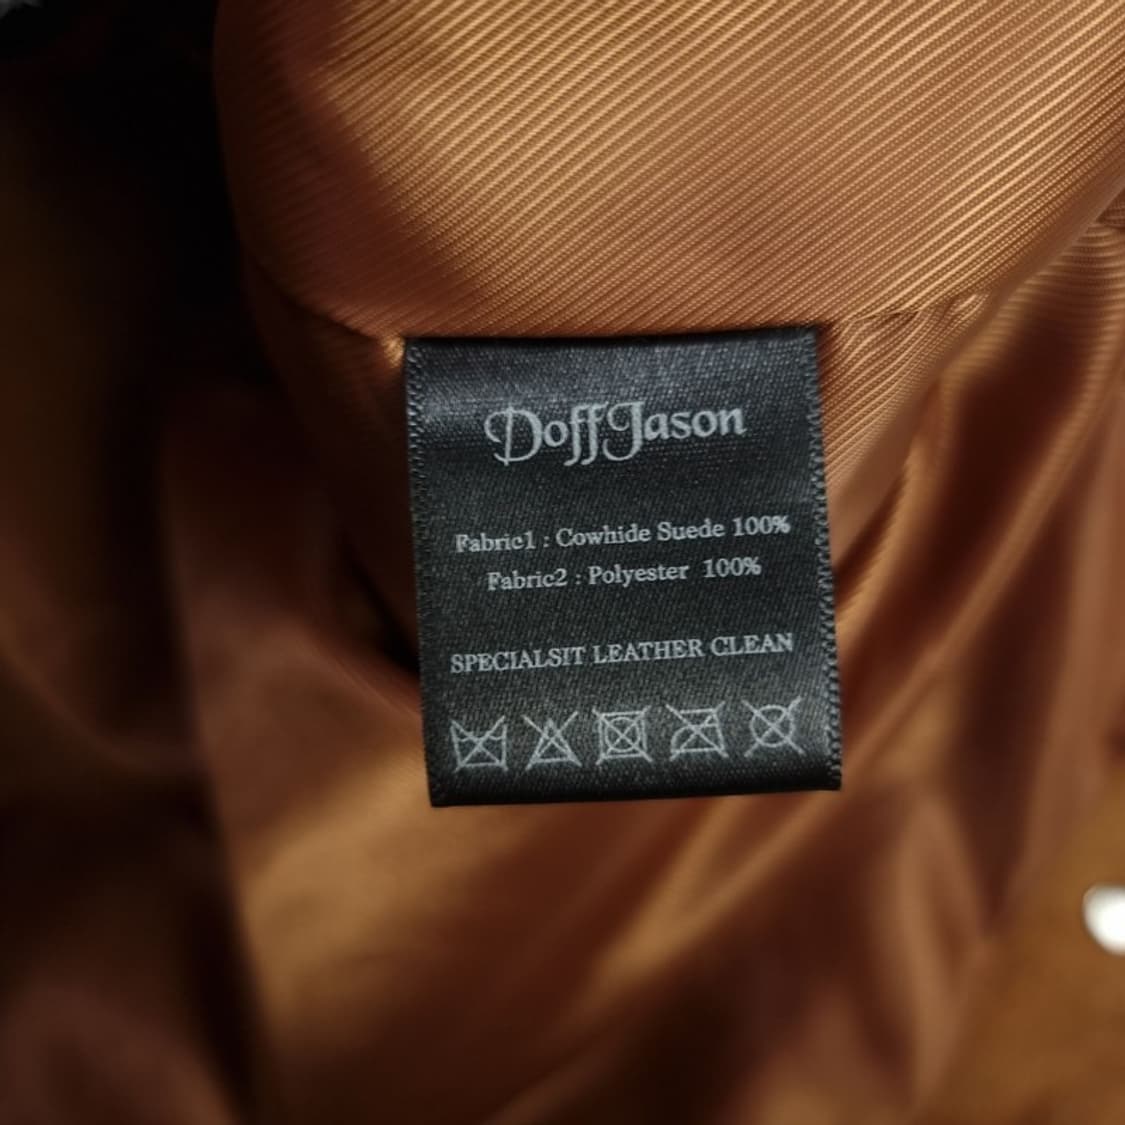 DoffJason
Fabric1 : Cowhide Suede 100%
Fabric2 : Polyester 100%
SPECIALSIT LEATHER CLEAN